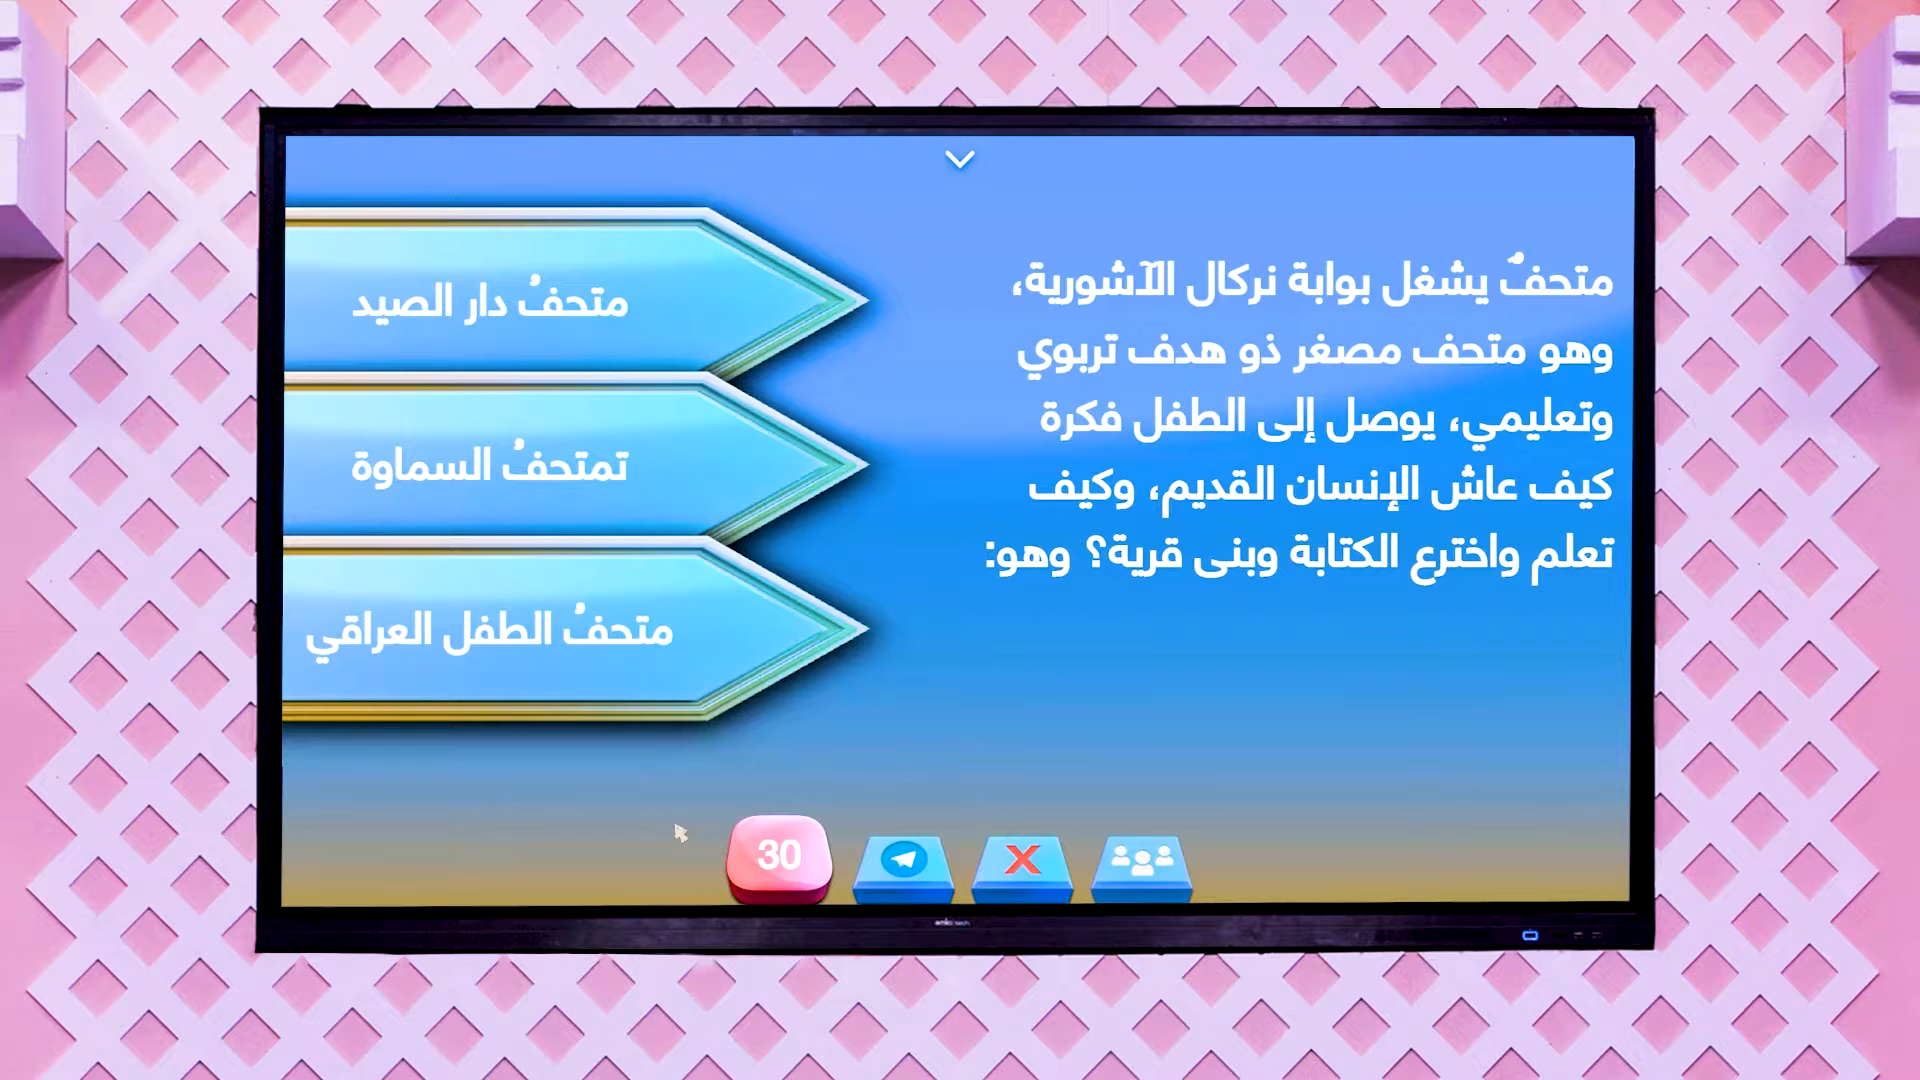 متحفٌ يشغل بوابة نركال الآشورية،
وهو متحف مصغر ذو هدف تربوي
وتعليمي، يوصل إلى الطفل فكرة
كيف عاش الإنسان القديم، وكيف
تعلم واخترع الكتابة وبنى قرية؟ وهو:
متحفُ دار الصيد
تمتحفُ السماوة
متحفُ الطفل العراقي
30